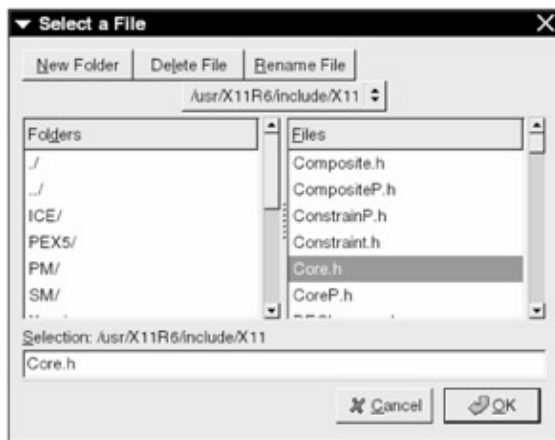 Select a File
New Folder Delete File Rename File
/usr/X11R6/include/X11
Folders
./
../
ICE/
PEX5/
PM/
SM/
Files
Composite.h
CompositeP.h
ConstrainP.h
Constraint.h
Core.h
CoreP.h
Selection: /usr/X11R6/include/X11
Core.h
Cancel OK